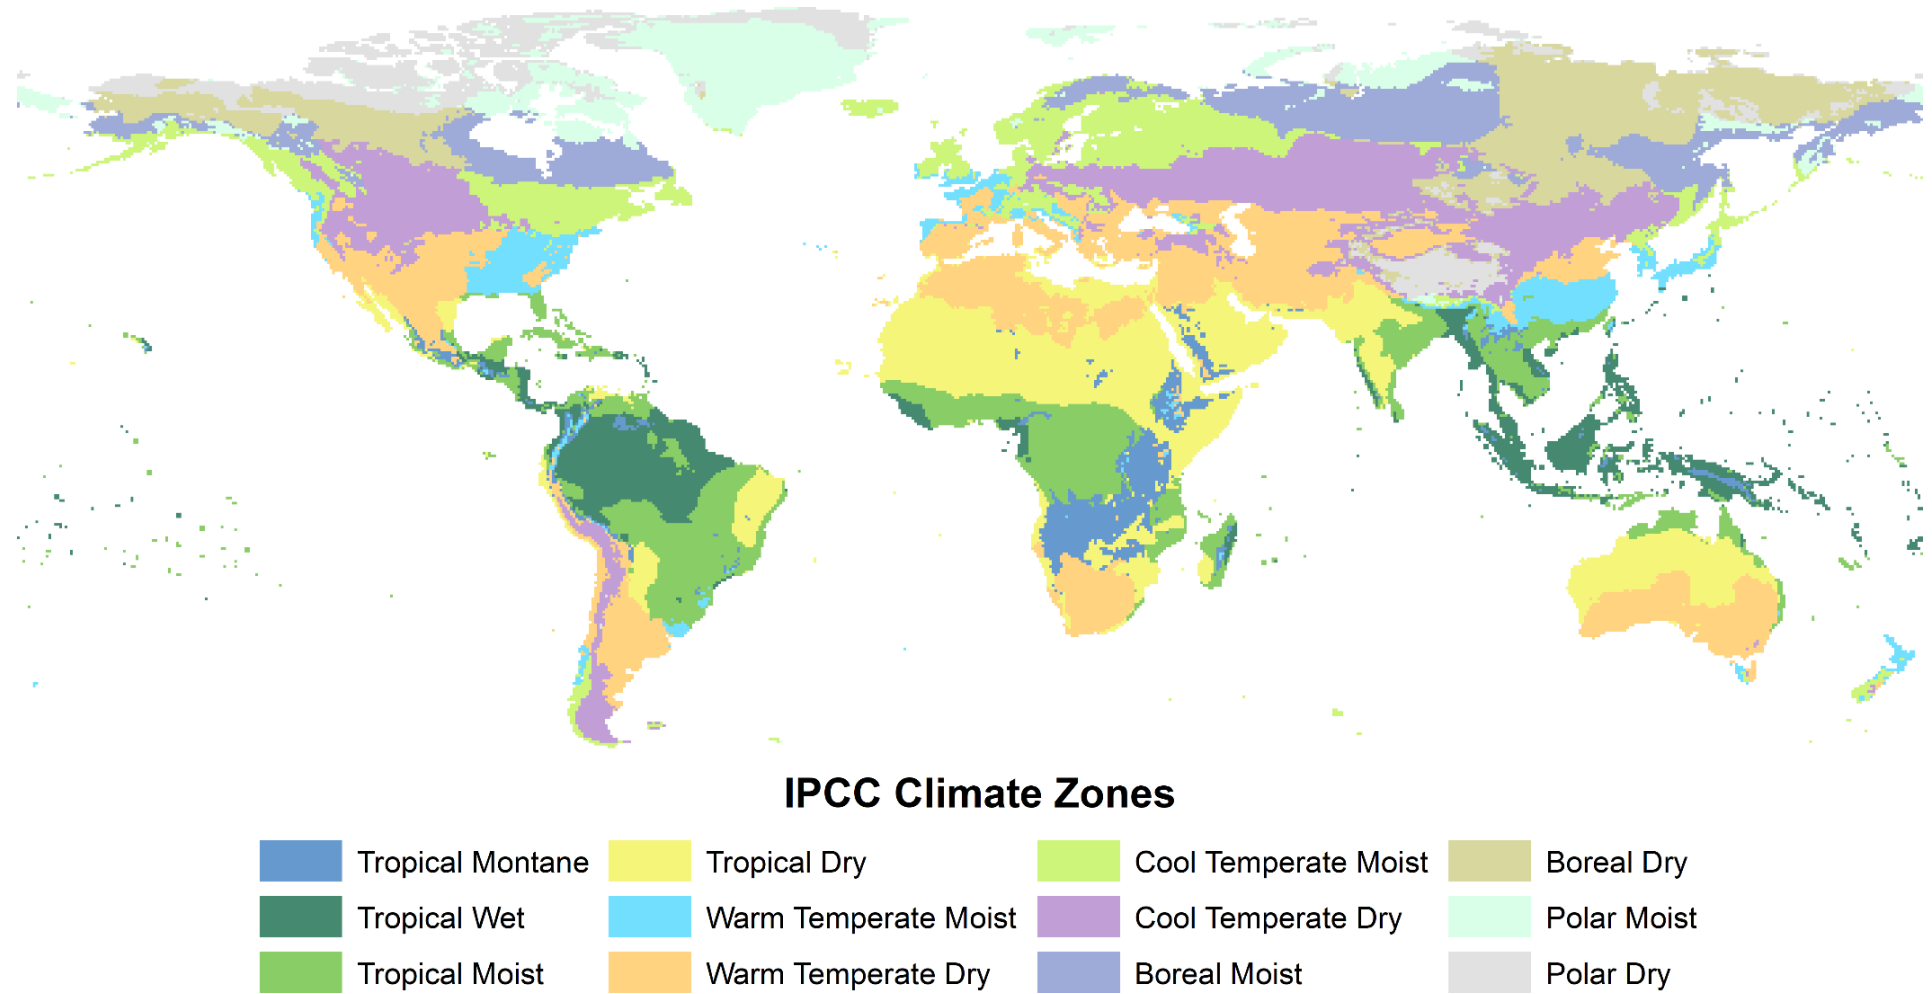 IPCC Climate Zones
Tropical Montane
Tropical Dry
Cool Temperate Moist
Boreal Dry
Tropical Wet
Warm Temperate Moist
Cool Temperate Dry
Polar Moist
Tropical Moist
Warm Temperate Dry
Boreal Moist
Polar Dry